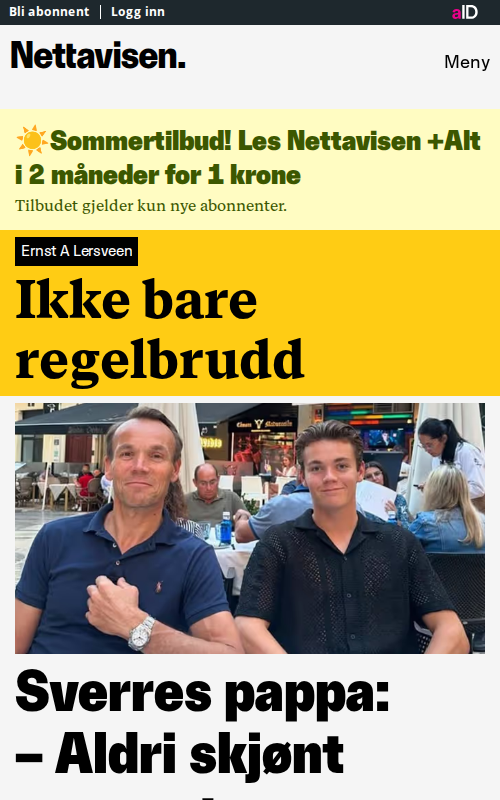 Bli abonnent
Logg inn
aID
Nettavisen.
Meny
☀️Sommertilbud! Les Nettavisen +Alt
i 2 måneder for 1 krone
Tilbudet gjelder kun nye abonnenter.
Ernst A Lersveen
Ikke bare
regelbrudd
Sverres pappa:
– Aldri skjønt